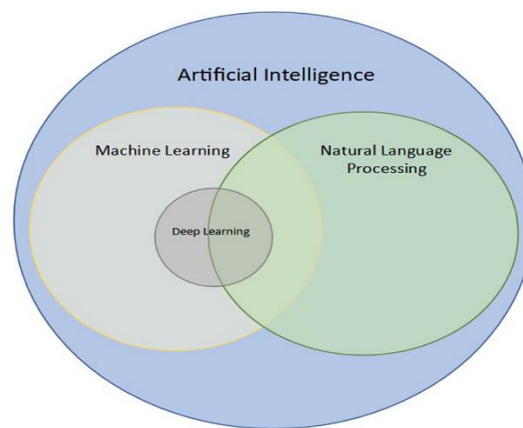 Artificial Intelligence
Machine Learning
Natural Language
Processing
Deep Learning